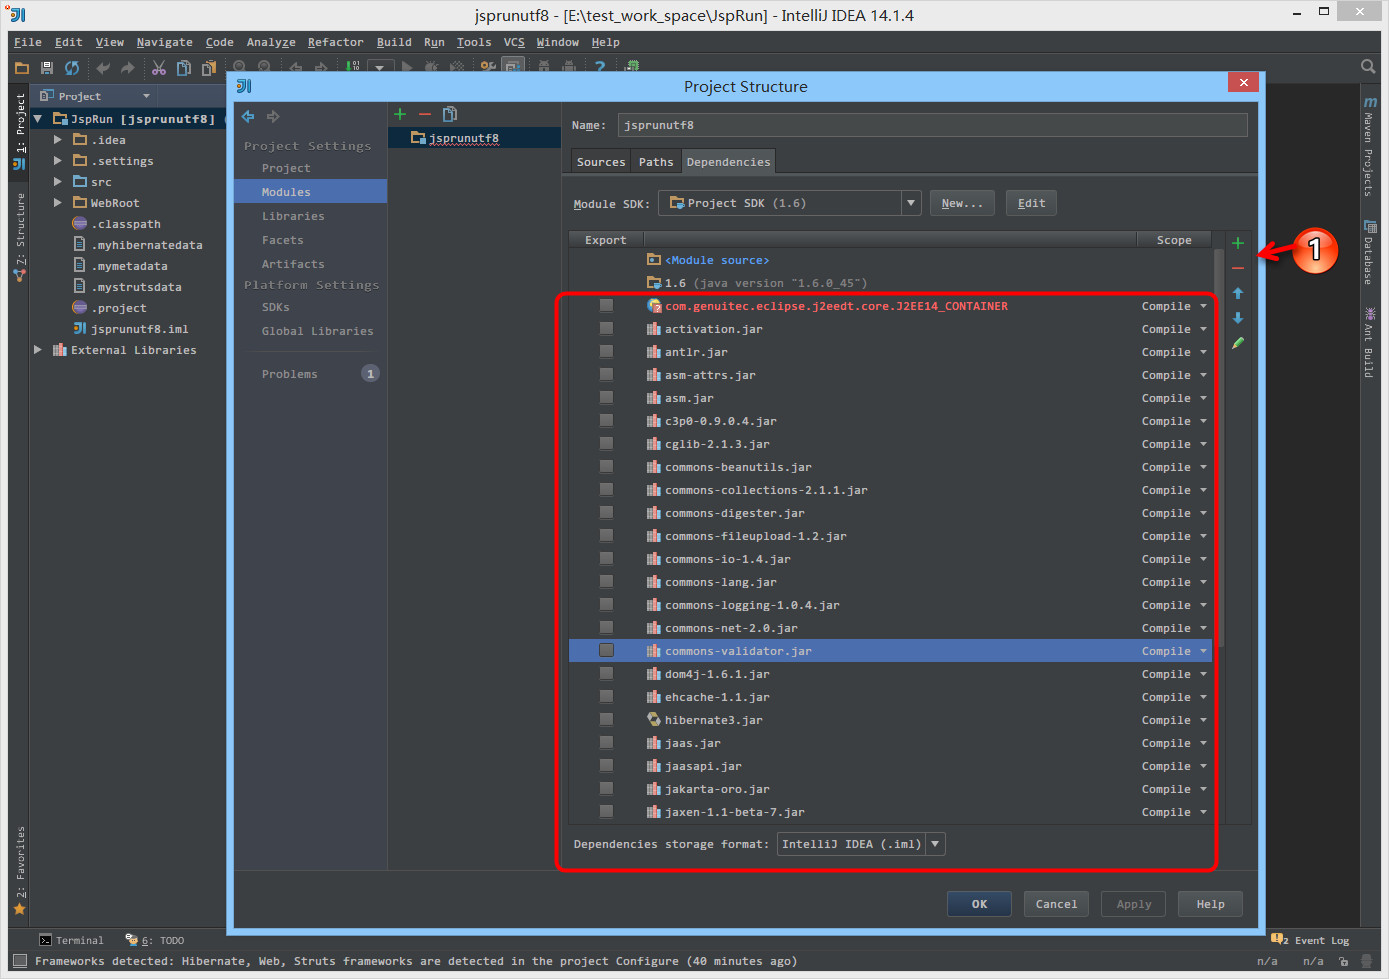 jsprunutf8 - [E:\test_work_space\JspRun] - IntelliJ IDEA 14.1.4
File Edit View Navigate Code Analyze Refactor Build Run Tools VCS Window Help
Project Structure
1: Project
7: Structure
2: Favorites
Project
JspRun [jsprunutf8]
.idea
.settings
src
WebRoot
.classpath
.myhibernatedata
.mymetadata
.mystrutsdata
.project
jsprunutf8.iml
External Libraries
Project Settings
Project
Modules
Libraries
Facets
Artifacts
Platform Settings
SDKs
Global Libraries
Problems 1
jsprunutf8
Name: jsprunutf8
Sources Paths Dependencies
Module SDK: Project SDK (1.6) New... Edit
Export Scope
<Module source>
1.6 (java version "1.6.0_45")
com.genuitec.eclipse.j2eedt.core.J2EE14_CONTAINER Compile
activation.jar Compile
antlr.jar Compile
asm-attrs.jar Compile
asm.jar Compile
c3p0-0.9.0.4.jar Compile
cglib-2.1.3.jar Compile
commons-beanutils.jar Compile
commons-collections-2.1.1.jar Compile
commons-digester.jar Compile
commons-fileupload-1.2.jar Compile
commons-io-1.4.jar Compile
commons-lang.jar Compile
commons-logging-1.0.4.jar Compile
commons-net-2.0.jar Compile
commons-validator.jar Compile
dom4j-1.6.1.jar Compile
ehcache-1.1.jar Compile
hibernate3.jar Compile
jaas.jar Compile
jaasapi.jar Compile
jakarta-oro.jar Compile
jaxen-1.1-beta-7.jar Compile
Dependencies storage format: IntelliJ IDEA (.iml)
OK Cancel Apply Help
1
m
Maven Projects
Database
Ant Build
Terminal 6: TODO 2 Event Log
Frameworks detected: Hibernate, Web, Struts frameworks are detected in the project Configure (40 minutes ago) n/a n/a